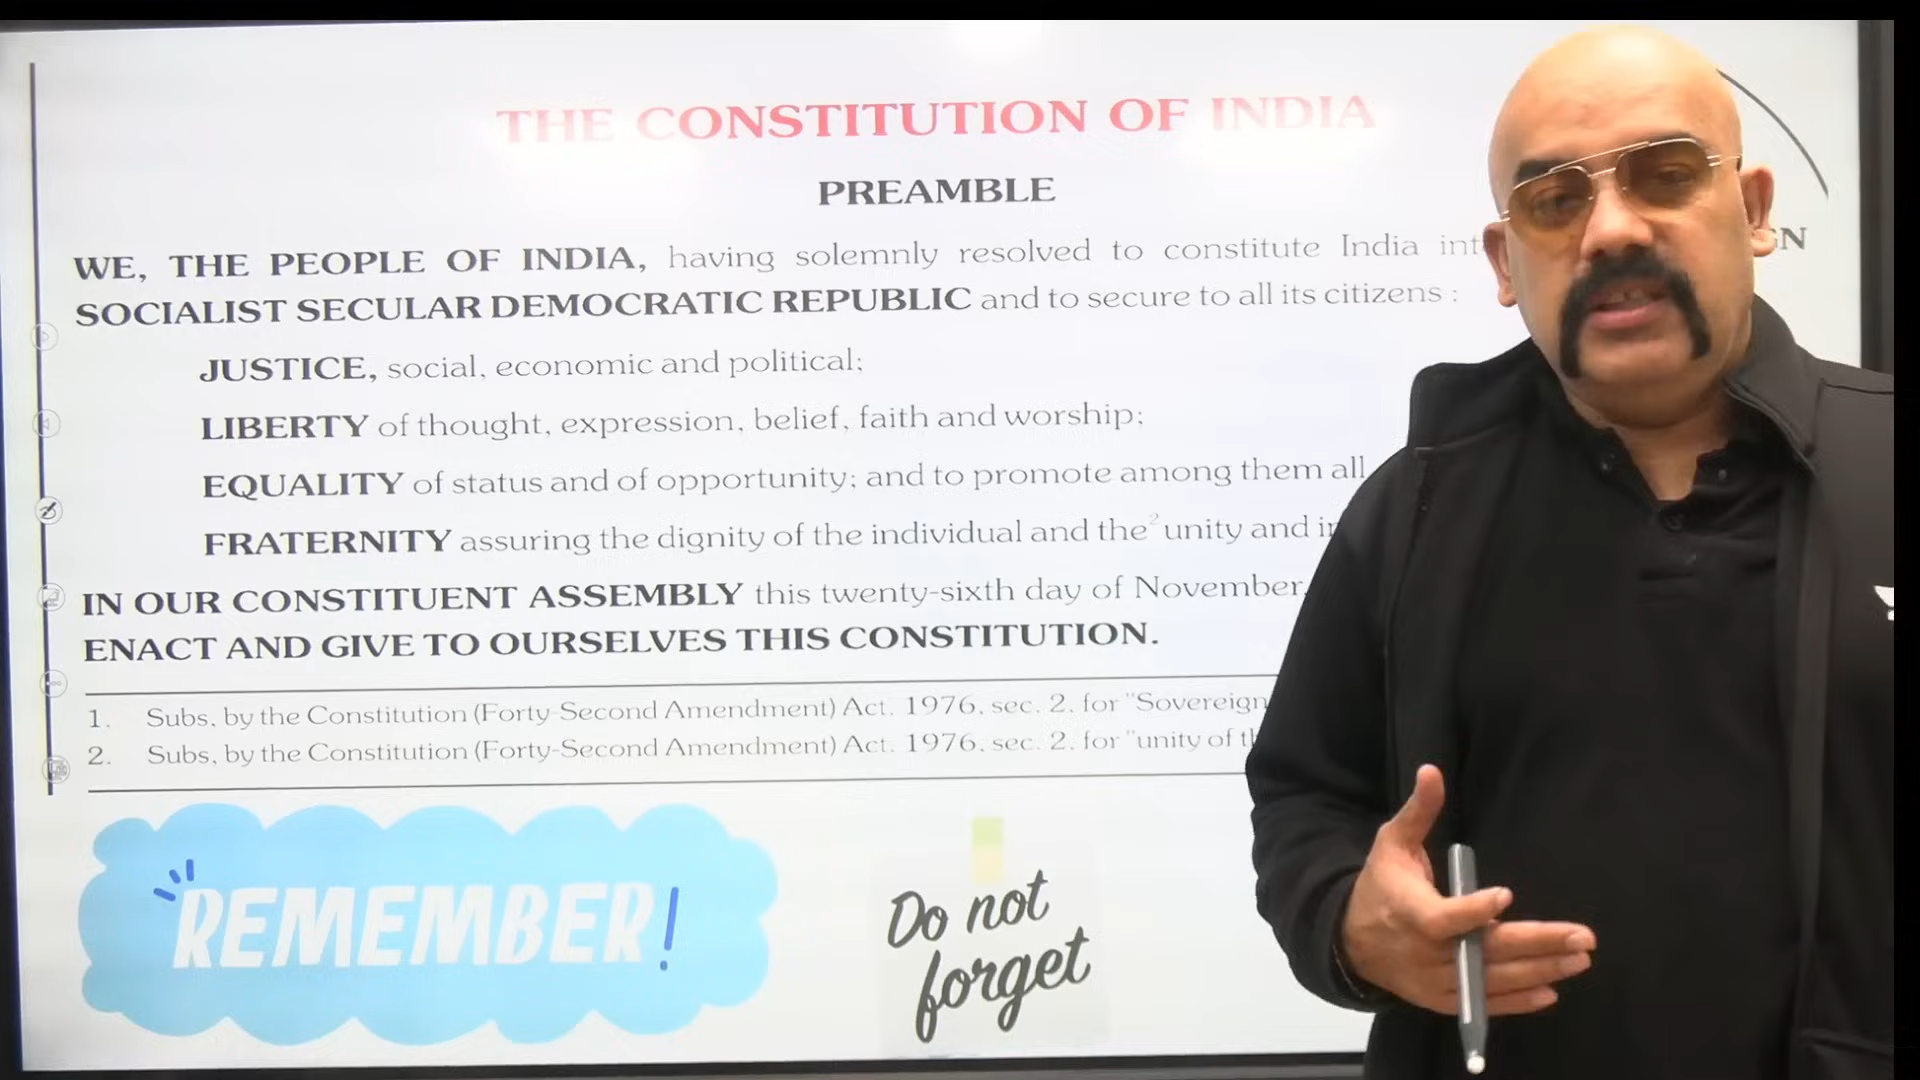 THE CONSTITUTION OF INDIA
PREAMBLE
WE, THE PEOPLE OF INDIA, having solemnly resolved to constitute India
SOCIALIST SECULAR DEMOCRATIC REPUBLIC and to secure to all its citizens :
JUSTICE, social, economic and political;
LIBERTY of thought, expression, belief, faith and worship;
EQUALITY of status and of opportunity; and to promote among them all
FRATERNITY assuring the dignity of the individual and the ²unity and
IN OUR CONSTITUENT ASSEMBLY this twenty-sixth day of November,
ENACT AND GIVE TO OURSELVES THIS CONSTITUTION.
1. Subs, by the Constitution (Forty-Second Amendment) Act. 1976, sec. 2, for "Sovereign
2. Subs, by the Constitution (Forty-Second Amendment) Act. 1976, sec. 2, for "unity of
REMEMBER!
Do not
forget